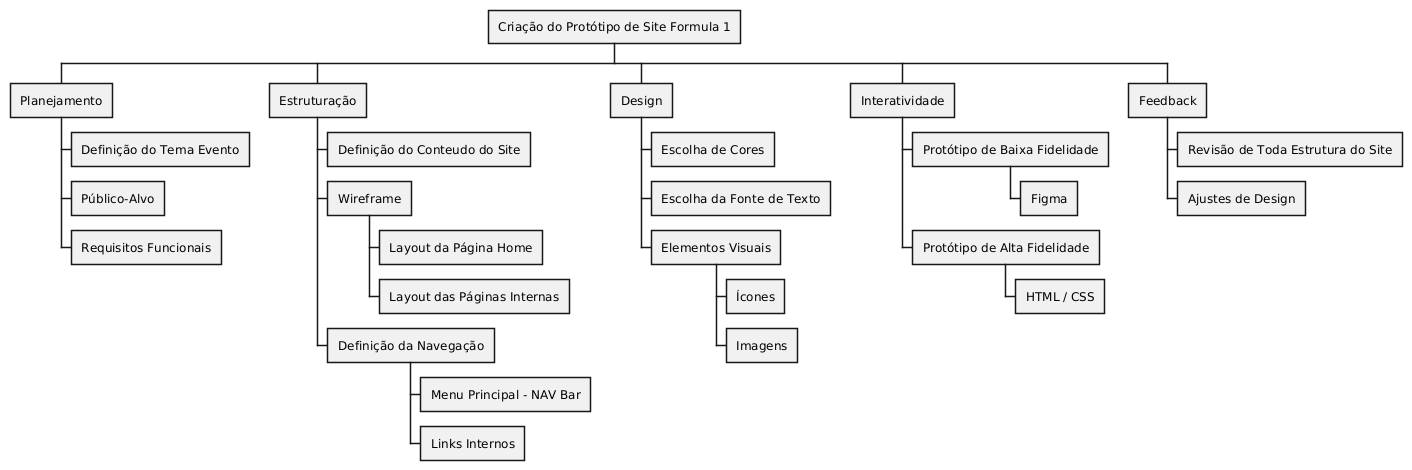 Criação do Protótipo de Site Formula 1
Planejamento
Definição do Tema Evento
Público-Alvo
Requisitos Funcionais
Estruturação
Definição do Conteudo do Site
Wireframe
Layout da Página Home
Layout das Páginas Internas
Definição da Navegação
Menu Principal - NAV Bar
Links Internos
Design
Escolha de Cores
Escolha da Fonte de Texto
Elementos Visuais
Ícones
Imagens
Interatividade
Protótipo de Baixa Fidelidade
Figma
Protótipo de Alta Fidelidade
HTML / CSS
Feedback
Revisão de Toda Estrutura do Site
Ajustes de Design